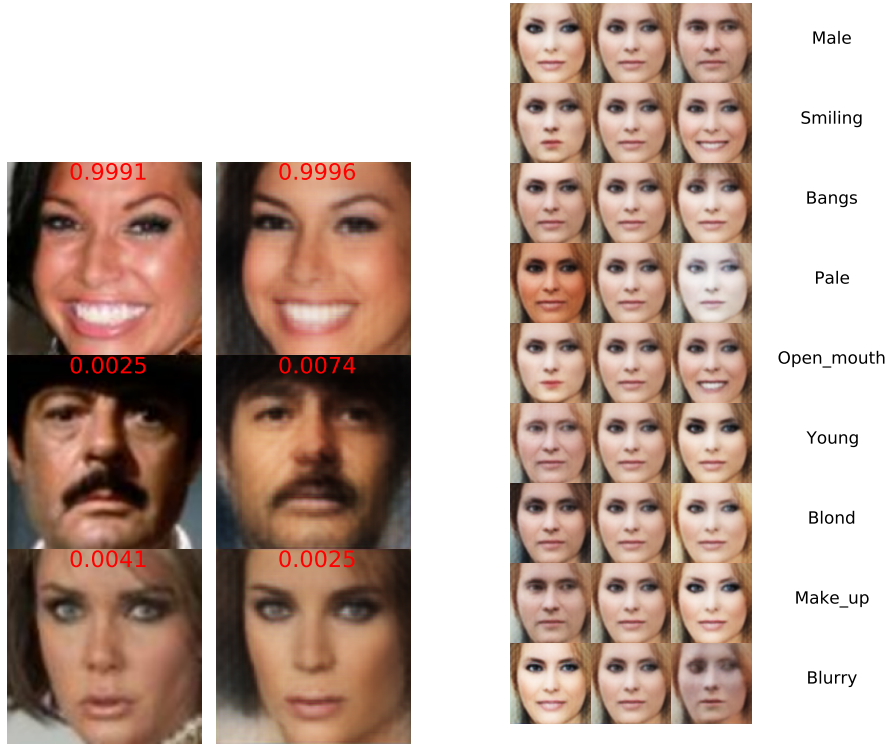 0.9991
0.9996
0.0025
0.0074
0.0041
0.0025
Male
Smiling
Bangs
Pale
Open_mouth
Young
Blond
Make_up
Blurry